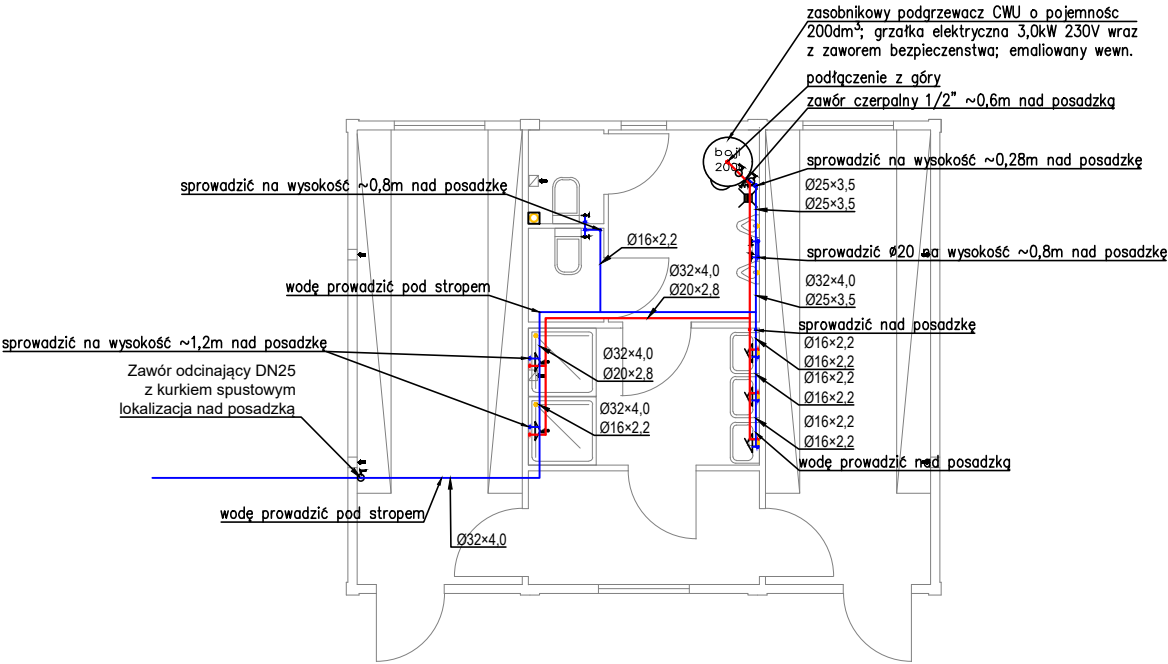 zasobnikowy podgrzewacz CWU o pojemnośc
200dm³; grzałka elektryczna 3,0kW 230V wraz
z zaworem bezpieczenstwa; emaliowany wewn.
podłączenie z góry
zawór czerpalny 1/2" ~0,6m nad posadzką
sprowadzić na wysokość ~0,28m nad posadzkę
sprowadzić na wysokość ~0,8m nad posadzkę
Ø25×3,5
Ø25×3,5
Ø16×2,2
sprowadzić ø20 na wysokość ~0,8m nad posadzkę
Ø32×4,0
Ø20×2,8
wodę prowadzić pod stropem
Ø32×4,0
Ø25×3,5
sprowadzić nad posadzkę
sprowadzić na wysokość ~1,2m nad posadzkę
Ø16×2,2
Ø16×2,2
Zawór odcinający DN25
z kurkiem spustowym
lokalizacja nad posadzką
Ø32×4,0
Ø20×2,8
Ø16×2,2
Ø16×2,2
Ø32×4,0
Ø16×2,2
Ø16×2,2
Ø16×2,2
wodę prowadzić nad posadzką
wodę prowadzić pod stropem
Ø32×4,0